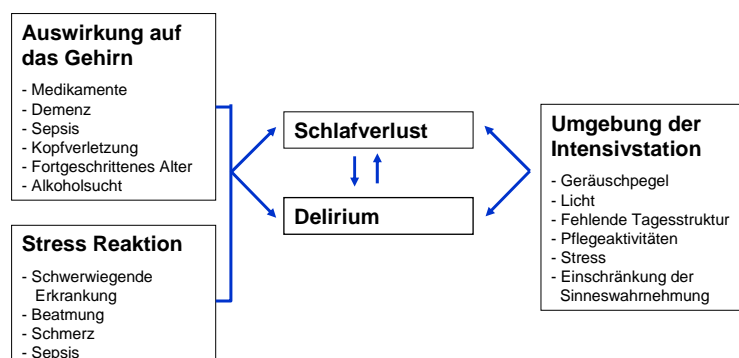 Auswirkung auf
das Gehirn
- Medikamente
- Demenz
- Sepsis
- Kopfverletzung
- Fortgeschrittenes Alter
- Alkoholsucht
Stress Reaktion
- Schwerwiegende
Erkrankung
- Beatmung
- Schmerz
- Sepsis
Schlafverlust
Delirium
Umgebung der
Intensivstation
- Geräuschpegel
- Licht
- Fehlende Tagesstruktur
- Pflegeaktivitäten
- Stress
- Einschränkung der
Sinneswahrnehmung